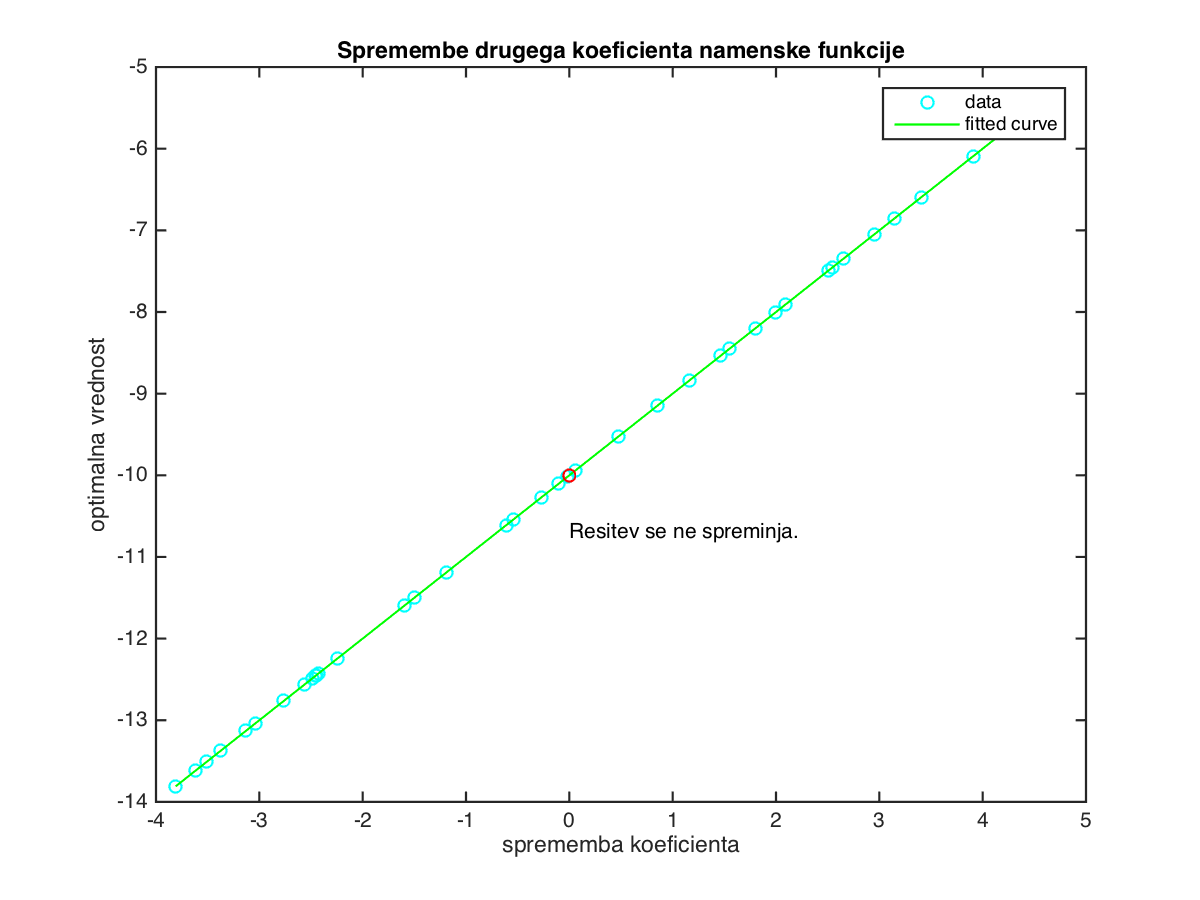 Spremembe drugega koeficienta namenske funkcije
-5
data
fitted curve
-6
-7
-8
-9
-10
Resitev se ne spreminja.
-11
-12
-13
-14
optimalna vrednost
-4 -3 -2 -1 0 1 2 3 4 5
sprememba koeficienta